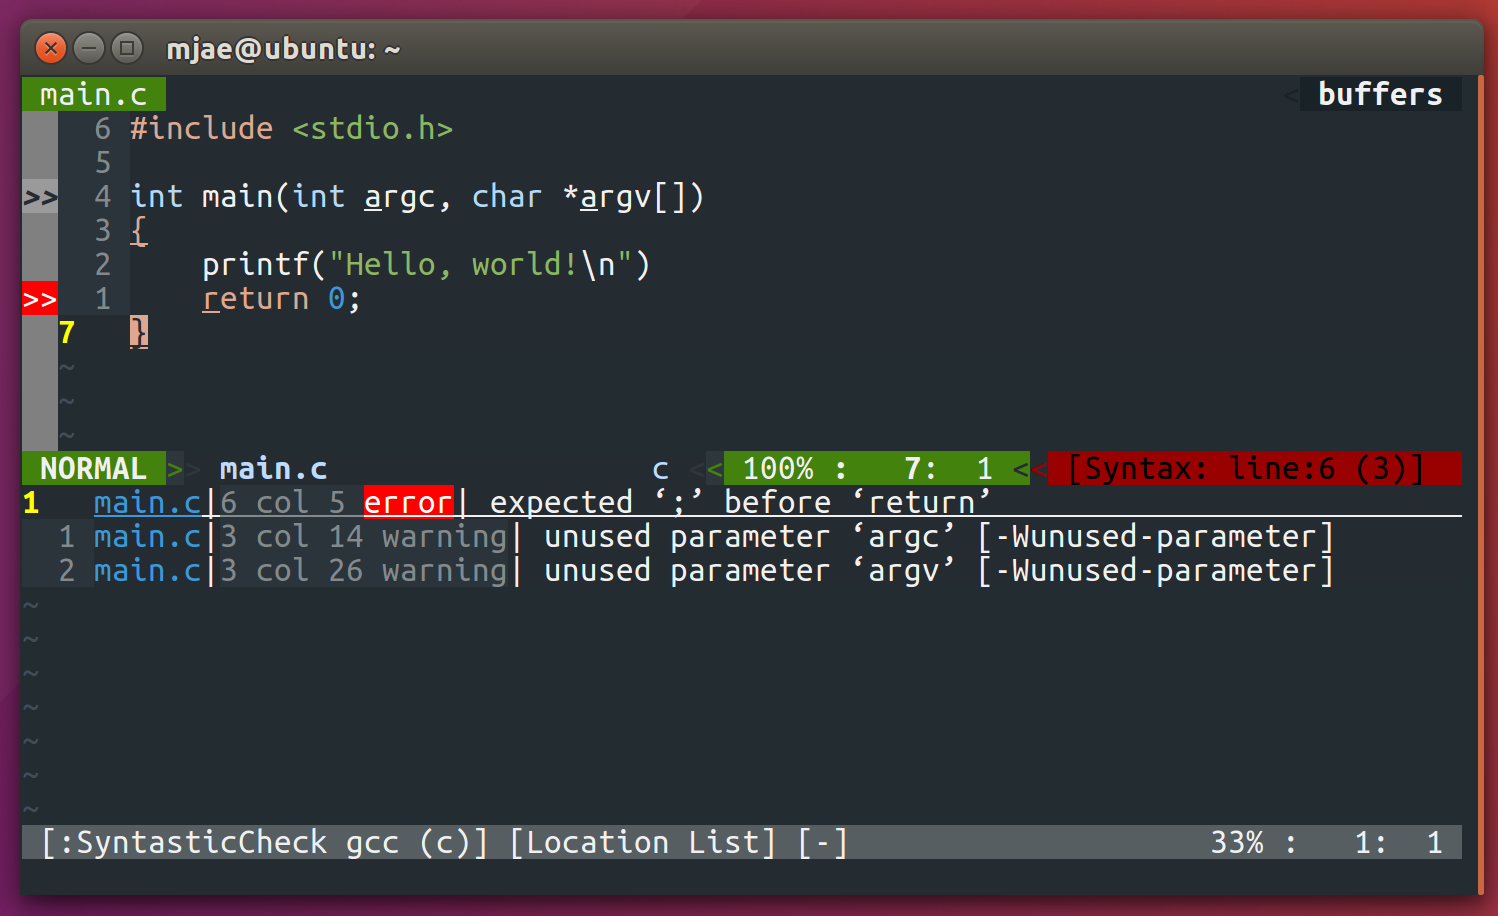 mjae@ubuntu: ~
main.c < buffers
6 #include <stdio.h>
5
>> 4 int main(int argc, char *argv[])
3 {
2     printf("Hello, world!\n")
>> 1     return 0;
7 }
~
~
~
NORMAL >> main.c c << 100% : 7: 1 << [Syntax: line:6 (3)]
1 main.c|6 col 5 error| expected ‘;’ before ‘return’
1 main.c|3 col 14 warning| unused parameter ‘argc’ [-Wunused-parameter]
2 main.c|3 col 26 warning| unused parameter ‘argv’ [-Wunused-parameter]
~
~
~
~
~
~
~
[:SyntasticCheck gcc (c)] [Location List] [-] 33% : 1: 1